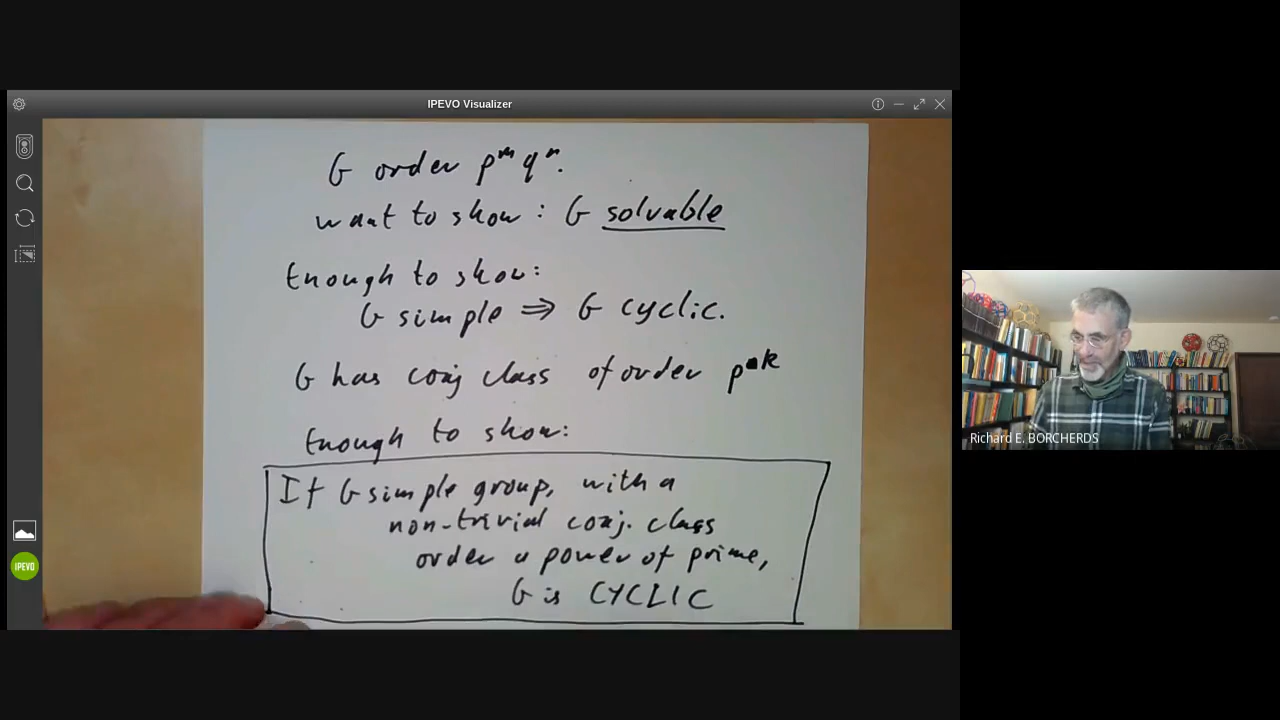 IPEVO Visualizer
G order p^m q^n.
want to show: G solvable
Enough to show:
G simple ⇒ G cyclic.
G has conj class of order p^k
Enough to show:
If G simple group, with a
non-trivial conj. class
order a power of prime,
G is CYCLIC
IPEVO
Richard E. BORCHERDS